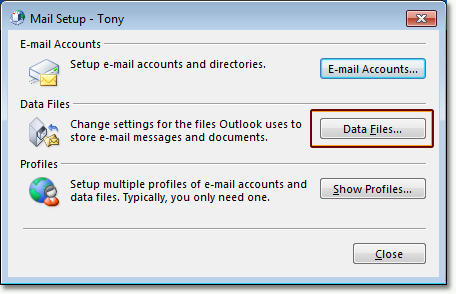 Mail Setup - Tony
E-mail Accounts
Setup e-mail accounts and directories.
E-mail Accounts...
Data Files
Change settings for the files Outlook uses to
store e-mail messages and documents.
Data Files...
Profiles
Setup multiple profiles of e-mail accounts and
data files. Typically, you only need one.
Show Profiles...
Close